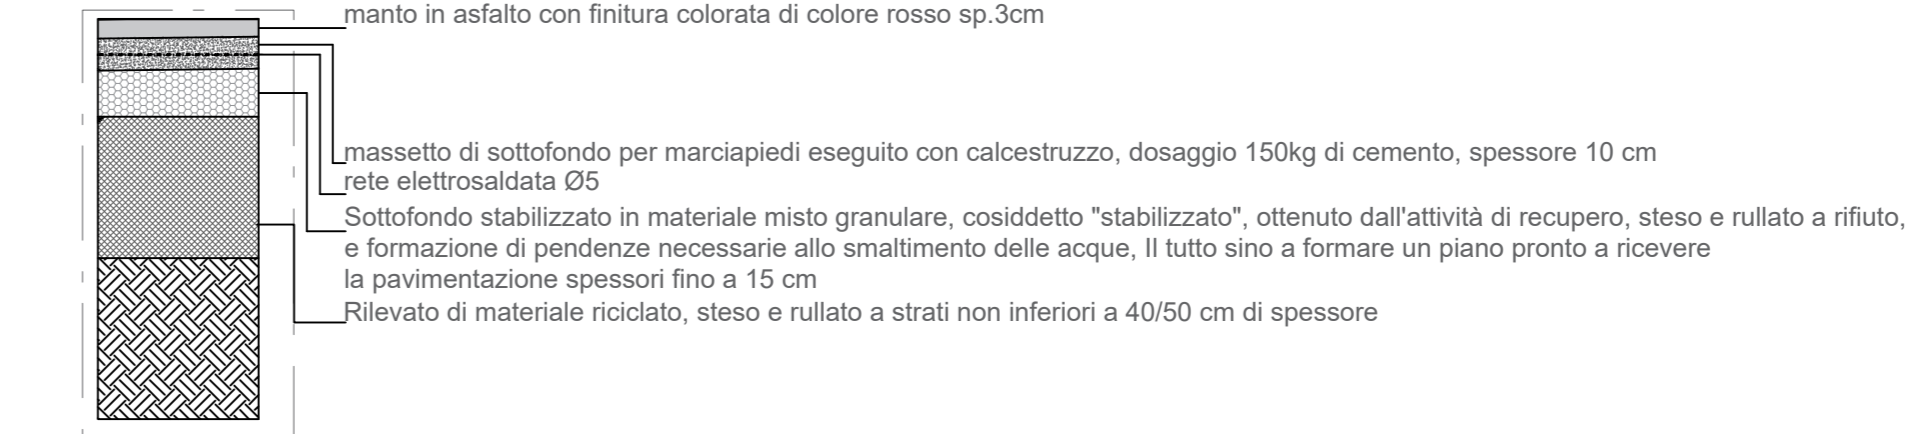 manto in asfalto con finitura colorata di colore rosso sp.3cm
massetto di sottofondo per marciapiedi eseguito con calcestruzzo, dosaggio 150kg di cemento, spessore 10 cm
rete elettrosaldata Ø5
Sottofondo stabilizzato in materiale misto granulare, cosiddetto "stabilizzato", ottenuto dall'attività di recupero, steso e rullato a rifiuto,
e formazione di pendenze necessarie allo smaltimento delle acque, Il tutto sino a formare un piano pronto a ricevere
la pavimentazione spessori fino a 15 cm
Rilevato di materiale riciclato, steso e rullato a strati non inferiori a 40/50 cm di spessore